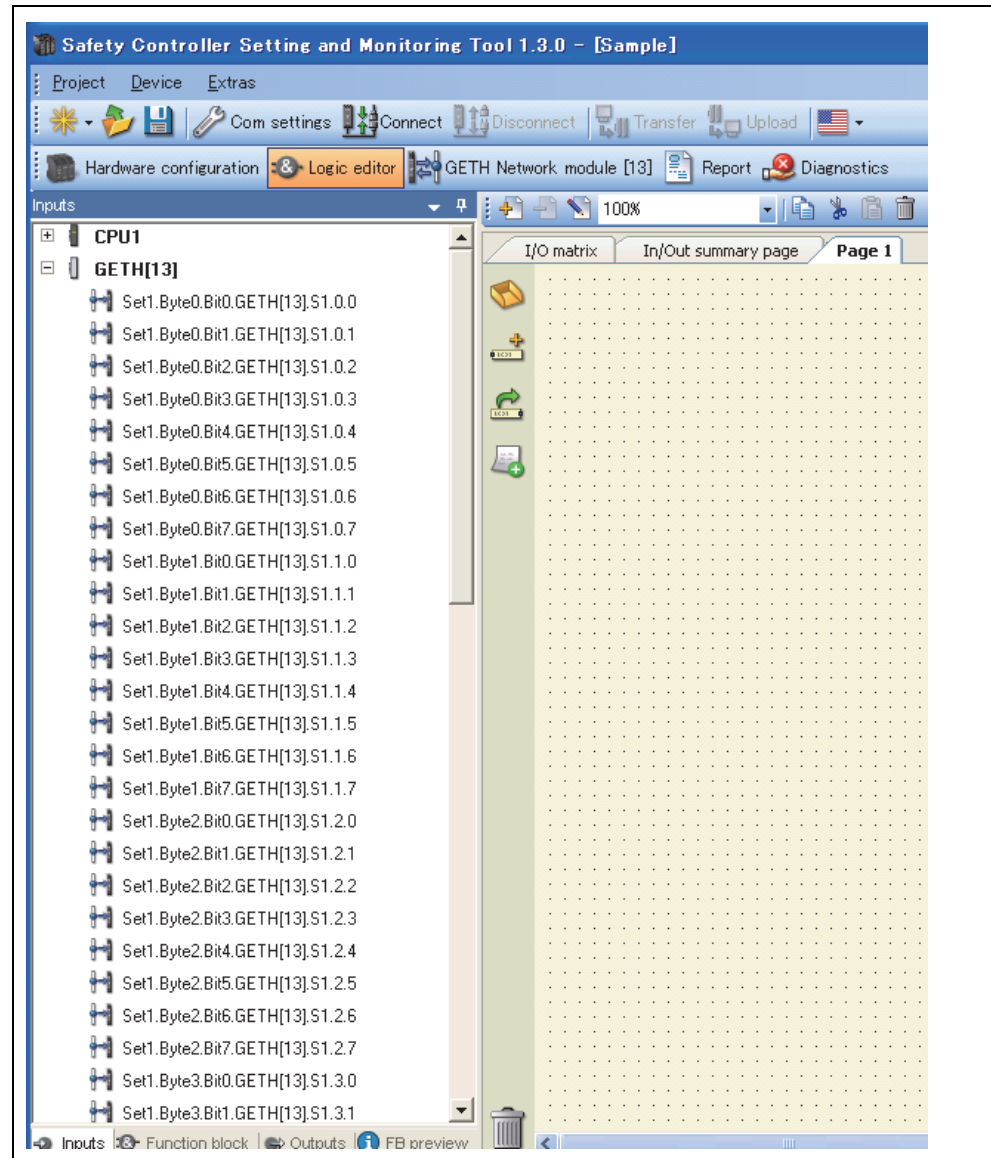 Safety Controller Setting and Monitoring Tool 1.3.0 - [Sample]
Project Device Extras
Com settings Connect Disconnect Transfer Upload
Hardware configuration Logic editor GETH Network module [13] Report Diagnostics
Inputs
100%
I/O matrix In/Out summary page Page 1
CPU1
GETH[13]
Set1.Byte0.Bit0.GETH[13].S1.0.0
Set1.Byte0.Bit1.GETH[13].S1.0.1
Set1.Byte0.Bit2.GETH[13].S1.0.2
Set1.Byte0.Bit3.GETH[13].S1.0.3
Set1.Byte0.Bit4.GETH[13].S1.0.4
Set1.Byte0.Bit5.GETH[13].S1.0.5
Set1.Byte0.Bit6.GETH[13].S1.0.6
Set1.Byte0.Bit7.GETH[13].S1.0.7
Set1.Byte1.Bit0.GETH[13].S1.1.0
Set1.Byte1.Bit1.GETH[13].S1.1.1
Set1.Byte1.Bit2.GETH[13].S1.1.2
Set1.Byte1.Bit3.GETH[13].S1.1.3
Set1.Byte1.Bit4.GETH[13].S1.1.4
Set1.Byte1.Bit5.GETH[13].S1.1.5
Set1.Byte1.Bit6.GETH[13].S1.1.6
Set1.Byte1.Bit7.GETH[13].S1.1.7
Set1.Byte2.Bit0.GETH[13].S1.2.0
Set1.Byte2.Bit1.GETH[13].S1.2.1
Set1.Byte2.Bit2.GETH[13].S1.2.2
Set1.Byte2.Bit3.GETH[13].S1.2.3
Set1.Byte2.Bit4.GETH[13].S1.2.4
Set1.Byte2.Bit5.GETH[13].S1.2.5
Set1.Byte2.Bit6.GETH[13].S1.2.6
Set1.Byte2.Bit7.GETH[13].S1.2.7
Set1.Byte3.Bit0.GETH[13].S1.3.0
Set1.Byte3.Bit1.GETH[13].S1.3.1
Inputs Function block Outputs FB preview